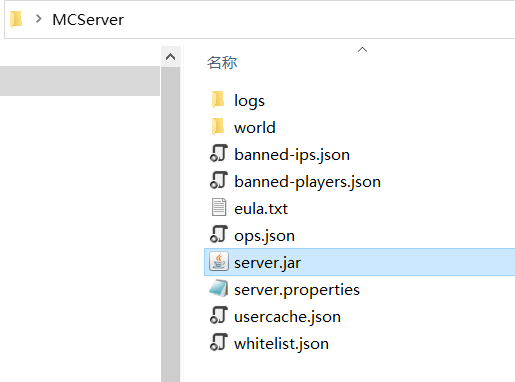 MCServer
名称
logs
world
banned-ips.json
banned-players.json
eula.txt
ops.json
server.jar
server.properties
usercache.json
whitelist.json